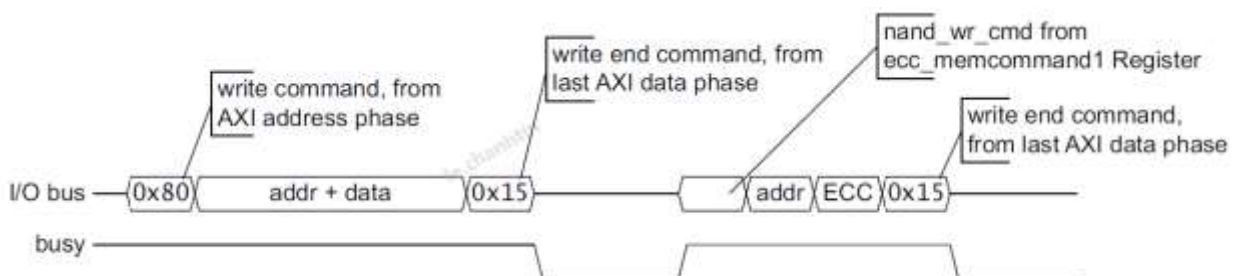 nand_wr_cmd from
ecc_memcommand1 Register
write end command, from
last AXI data phase
write command, from
AXI address phase
write end command,
from last AXI data phase
I/O bus 0x80 addr + data 0x15 addr ECC 0x15
busy